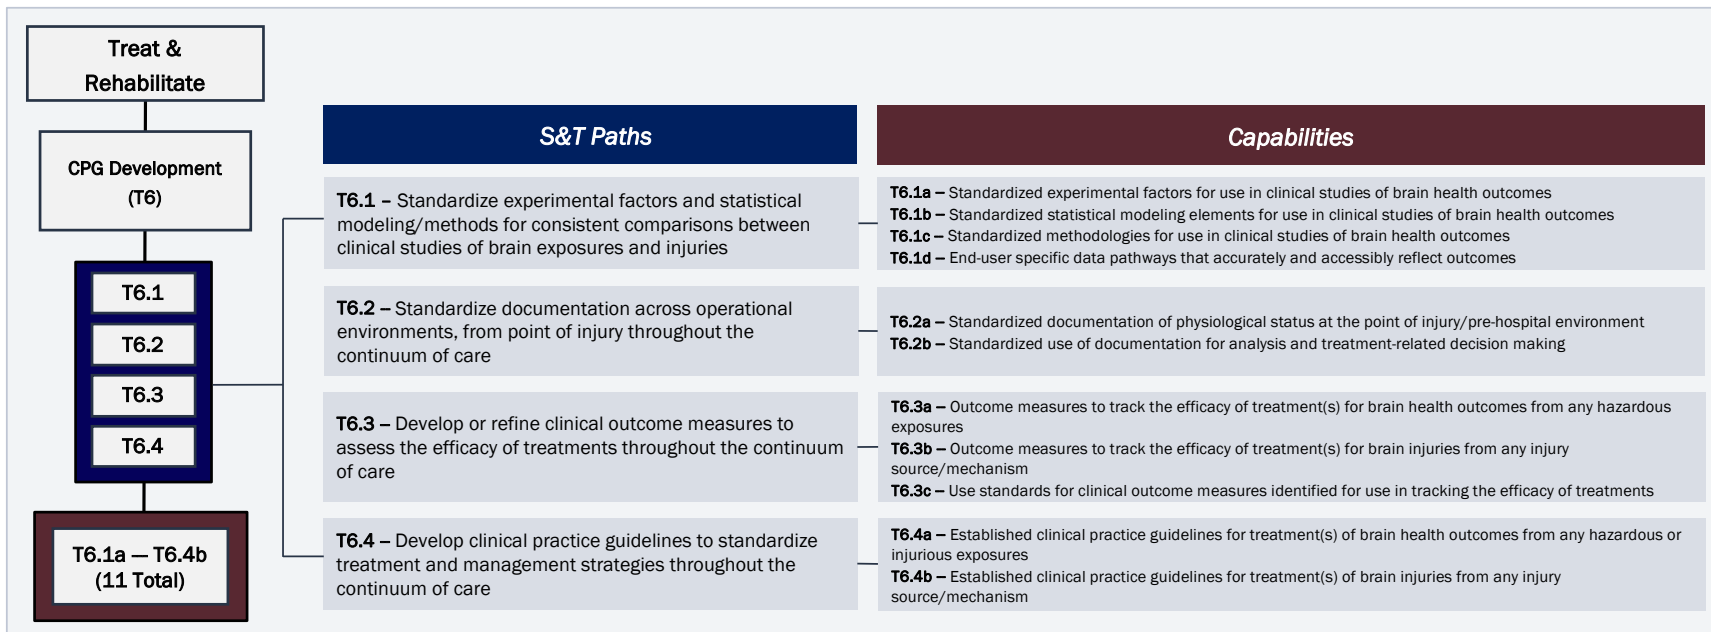 Treat &
Rehabilitate
CPG Development
(T6)
T6.1
T6.2
T6.3
T6.4
T6.1a — T6.4b
(11 Total)
S&T Paths
Capabilities
T6.1 – Standardize experimental factors and statistical
modeling/methods for consistent comparisons between
clinical studies of brain exposures and injuries
T6.1a – Standardized experimental factors for use in clinical studies of brain health outcomes
T6.1b – Standardized statistical modeling elements for use in clinical studies of brain health outcomes
T6.1c – Standardized methodologies for use in clinical studies of brain health outcomes
T6.1d – End-user specific data pathways that accurately and accessibly reflect outcomes
T6.2 – Standardize documentation across operational
environments, from point of injury throughout the
continuum of care
T6.2a – Standardized documentation of physiological status at the point of injury/pre-hospital environment
T6.2b – Standardized use of documentation for analysis and treatment-related decision making
T6.3 – Develop or refine clinical outcome measures to
assess the efficacy of treatments throughout the continuum
of care
T6.3a – Outcome measures to track the efficacy of treatment(s) for brain health outcomes from any hazardous
exposures
T6.3b – Outcome measures to track the efficacy of treatment(s) for brain injuries from any injury
source/mechanism
T6.3c – Use standards for clinical outcome measures identified for use in tracking the efficacy of treatments
T6.4 – Develop clinical practice guidelines to standardize
treatment and management strategies throughout the
continuum of care
T6.4a – Established clinical practice guidelines for treatment(s) of brain health outcomes from any hazardous or
injurious exposures
T6.4b – Established clinical practice guidelines for treatment(s) of brain injuries from any injury
source/mechanism